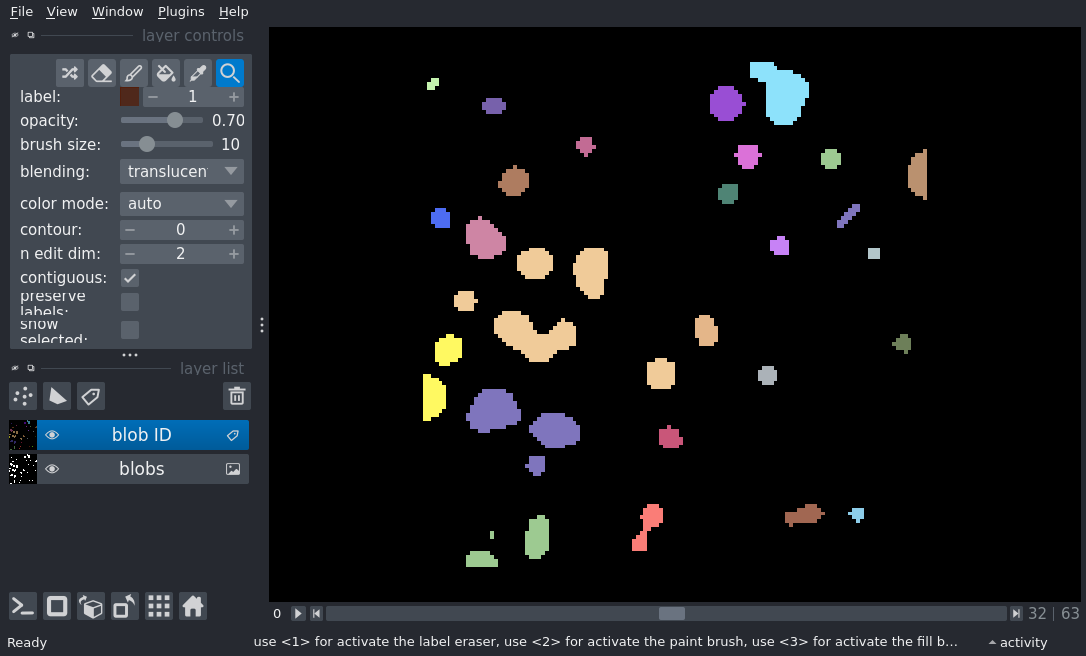 File View Window Plugins Help
layer controls
label: 1
opacity: 0.70
brush size: 10
blending: translucen
color mode: auto
contour: 0
n edit dim: 2
contiguous:
preserve
labels:
show
selected:
layer list
blob ID
blobs
0 32 | 63
Ready use <1> for activate the label eraser, use <2> for activate the paint brush, use <3> for activate the fill b... activity